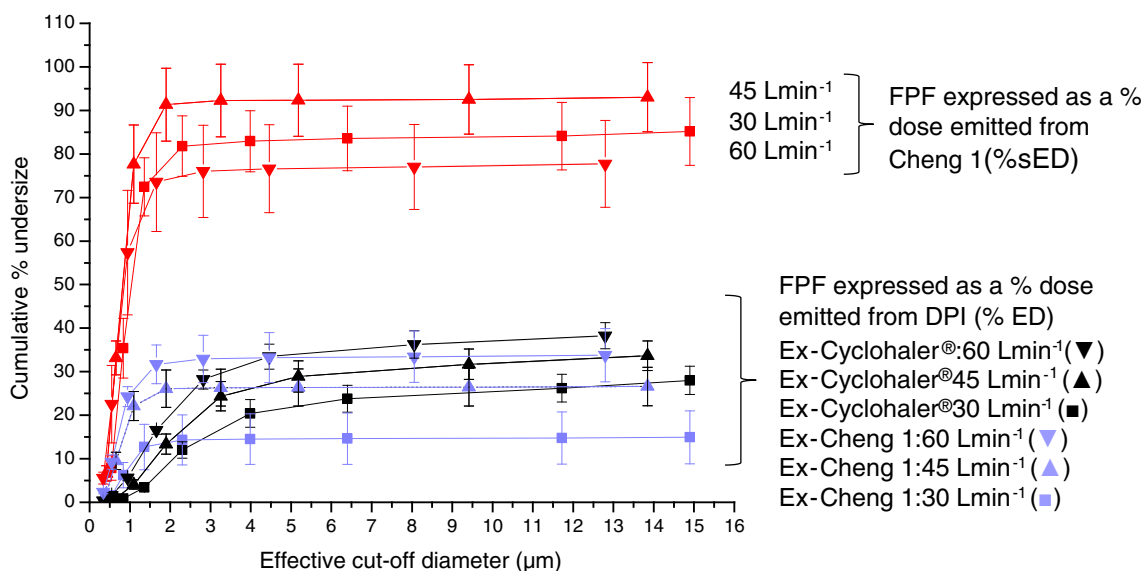 110
100
90
80
70
60
50
40
30
20
10
0
Cumulative % undersize
0 1 2 3 4 5 6 7 8 9 10 11 12 13 14 15 16
Effective cut-off diameter (µm)
45 Lmin⁻¹
30 Lmin⁻¹
60 Lmin⁻¹
FPF expressed as a %
dose emitted from
Cheng 1(%sED)
FPF expressed as a % dose
emitted from DPI (% ED)
Ex-Cyclohaler®:60 Lmin⁻¹(▼)
Ex-Cyclohaler®45 Lmin⁻¹(▲)
Ex-Cyclohaler®30 Lmin⁻¹(■)
Ex-Cheng 1:60 Lmin⁻¹(▼)
Ex-Cheng 1:45 Lmin⁻¹(▲)
Ex-Cheng 1:30 Lmin⁻¹(■)